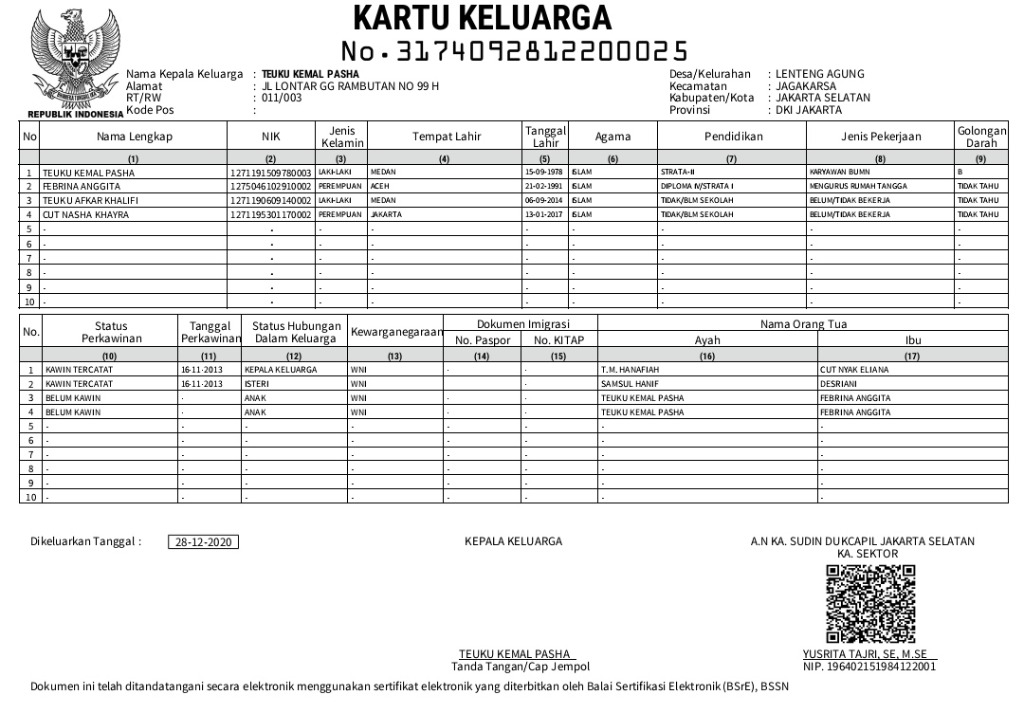 KARTU KELUARGA
No.3174092812200025
REPUBLIK INDONESIA
Nama Kepala Keluarga : TEUKU KEMAL PASHA
Alamat : JL LONTAR GG RAMBUTAN NO 99 H
RT/RW : 011/003
Kode Pos :
Desa/Kelurahan : LENTENG AGUNG
Kecamatan : JAGAKARSA
Kabupaten/Kota : JAKARTA SELATAN
Provinsi : DKI JAKARTA
No Nama Lengkap NIK Jenis Kelamin Tempat Lahir Tanggal Lahir Agama Pendidikan Jenis Pekerjaan Golongan Darah
(1) (2) (3) (4) (5) (6) (7) (8) (9)
1 TEUKU KEMAL PASHA 1271191509780003 LAKI-LAKI MEDAN 15-09-1978 ISLAM STRATA-II KARYAWAN BUMN B
2 FEBRINA ANGGITA 1275046102910002 PEREMPUAN ACEH 21-02-1991 ISLAM DIPLOMA IV/STRATA I MENGURUS RUMAH TANGGA TIDAK TAHU
3 TEUKU AFKAR KHALIFI 1271190609140002 LAKI-LAKI MEDAN 06-09-2014 ISLAM TIDAK/BLM SEKOLAH BELUM/TIDAK BEKERJA TIDAK TAHU
4 CUT NASHA KHAYRA 1271195301170002 PEREMPUAN JAKARTA 13-01-2017 ISLAM TIDAK/BLM SEKOLAH BELUM/TIDAK BEKERJA TIDAK TAHU
5 - - - - - - - - -
6 - - - - - - - - -
7 - - - - - - - - -
8 - - - - - - - - -
9 - - - - - - - - -
10 - - - - - - - - -
No. Status Perkawinan Tanggal Perkawinan Status Hubungan Dalam Keluarga Kewarganegaraan Dokumen Imigrasi Nama Orang Tua
No. Paspor No. KITAP Ayah Ibu
(10) (11) (12) (13) (14) (15) (16) (17)
1 KAWIN TERCATAT 16-11-2013 KEPALA KELUARGA WNI - - T.M. HANAFIAH CUT NYAK ELIANA
2 KAWIN TERCATAT 16-11-2013 ISTERI WNI - - SAMSUL HANIF DESRIANI
3 BELUM KAWIN - ANAK WNI - - TEUKU KEMAL PASHA FEBRINA ANGGITA
4 BELUM KAWIN - ANAK WNI - - TEUKU KEMAL PASHA FEBRINA ANGGITA
5 - - - - - - - -
6 - - - - - - - -
7 - - - - - - - -
8 - - - - - - - -
9 - - - - - - - -
10 - - - - - - - -
Dikeluarkan Tanggal : 28-12-2020
KEPALA KELUARGA
A.N KA. SUDIN DUKCAPIL JAKARTA SELATAN
KA. SEKTOR
TEUKU KEMAL PASHA
Tanda Tangan/Cap Jempol
YUSRITA TAJRI, SE, M.SE
NIP. 196402151984122001
Dokumen ini telah ditandatangani secara elektronik menggunakan sertifikat elektronik yang diterbitkan oleh Balai Sertifikasi Elektronik (BSrE), BSSN